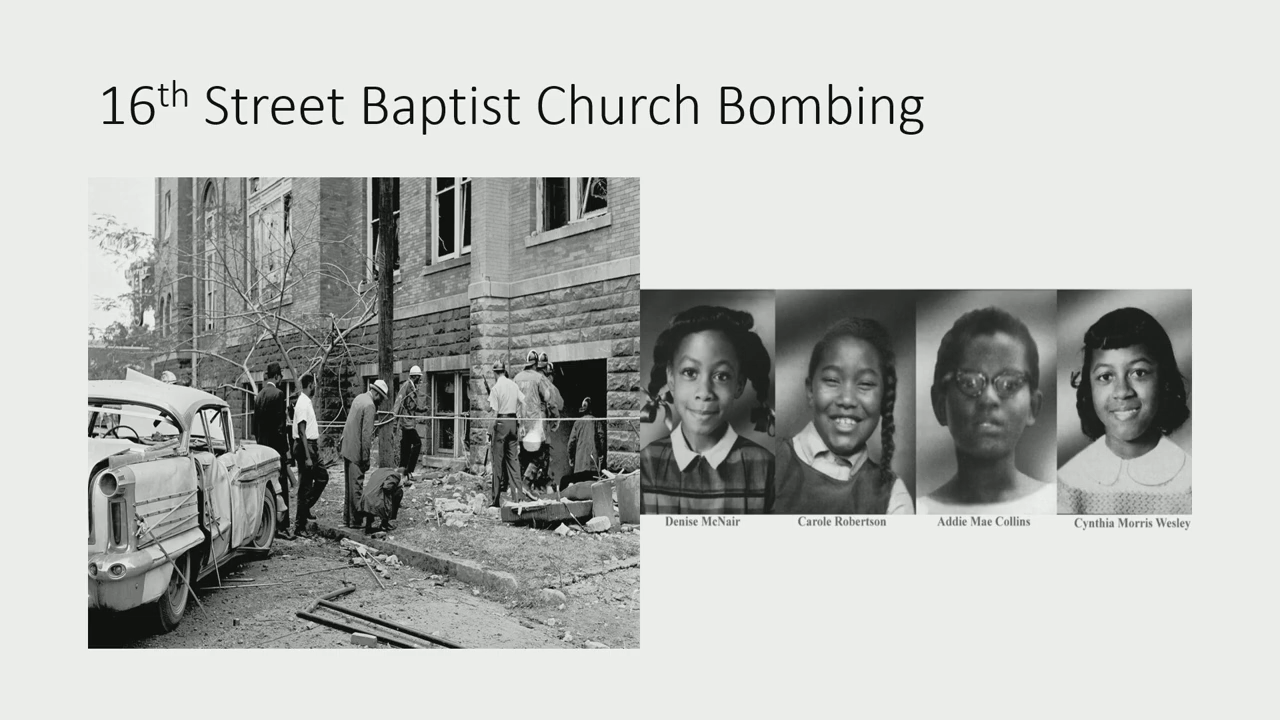 16th Street Baptist Church Bombing
Denise McNair
Carole Robertson
Addie Mae Collins
Cynthia Morris Wesley